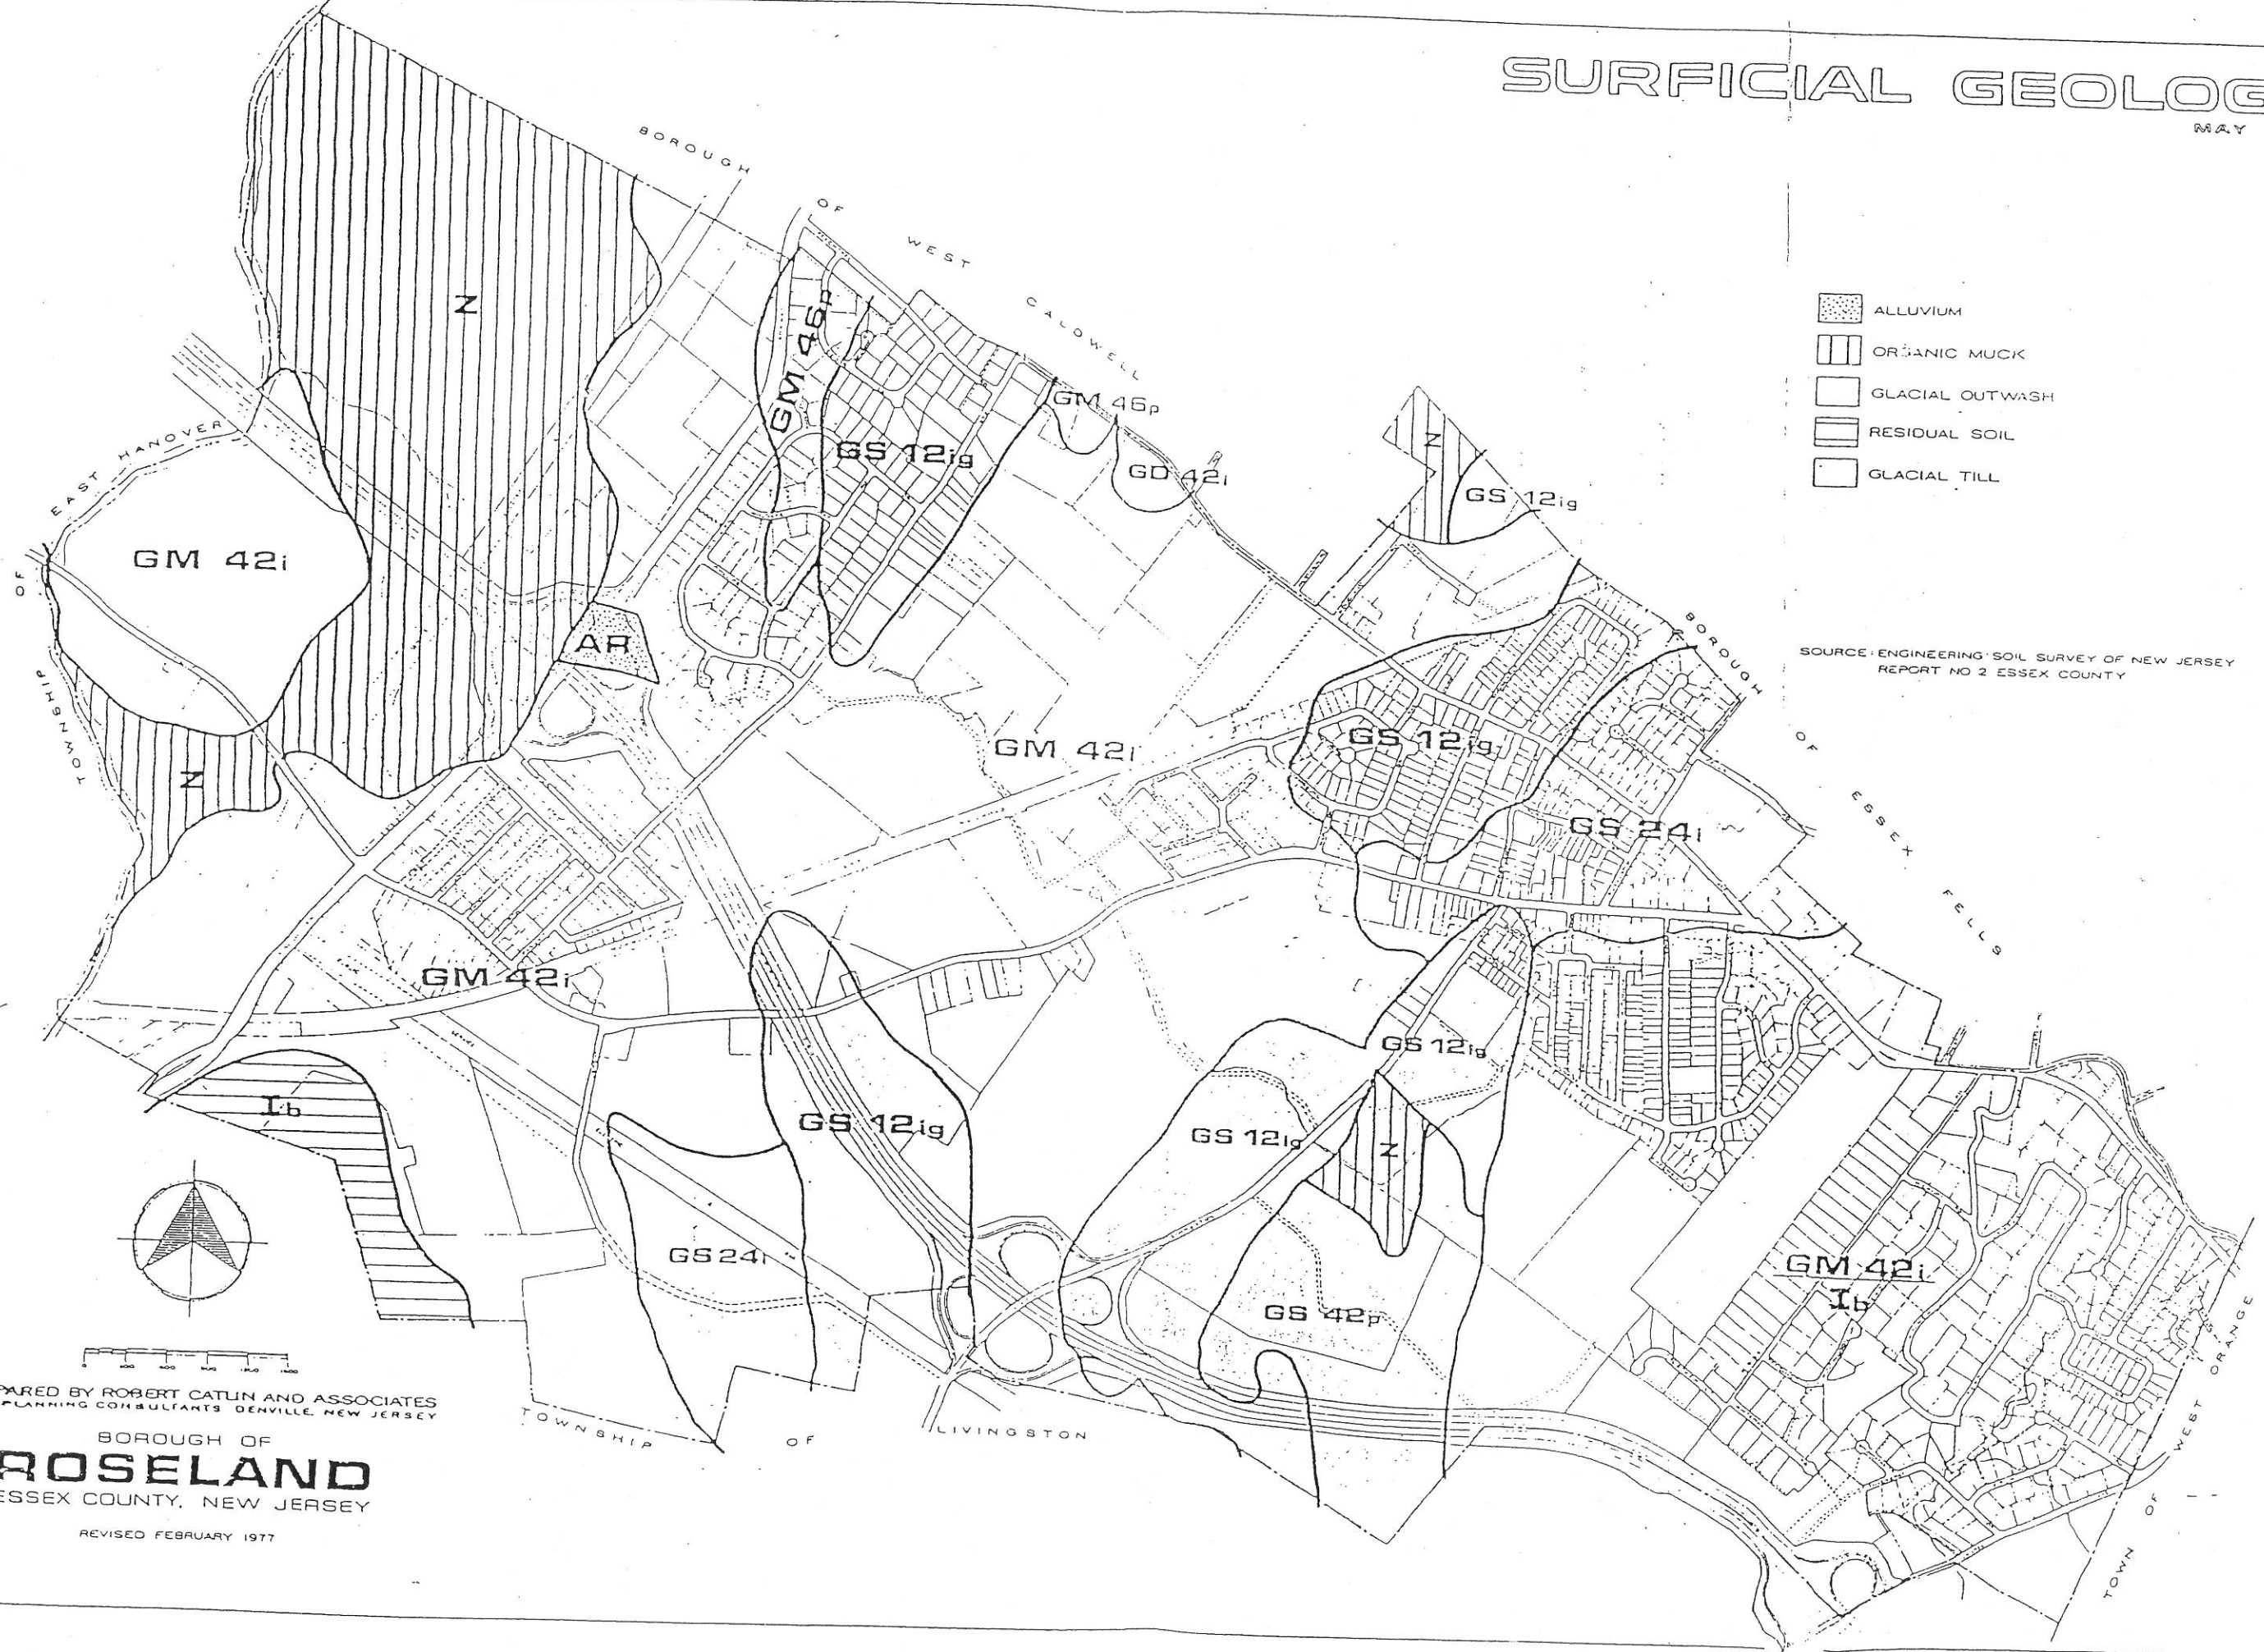 SURFICIAL GEOLOG
MAY
BOROUGH OF WEST CALDWELL
ALLUVIUM
ORGANIC MUCK
GLACIAL OUTWASH
RESIDUAL SOIL
GLACIAL TILL
SOURCE: ENGINEERING SOIL SURVEY OF NEW JERSEY
REPORT NO 2 ESSEX COUNTY
Z
GM 46p
GS 12ig
GM 46p
GD 42i
Z
GS 12ig
TOWNSHIP OF EAST HANOVER
GM 42i
AR
Z
GM 42i
GS 12ig
GS 24i
BOROUGH OF ESSEX FELLS
GM 42i
GS 12ig
Ib
GS 12ig
GS 12ig
Z
GS 24i
GS 42p
GM 42i
Ib
TOWNSHIP OF LIVINGSTON
TOWN OF WEST ORANGE
PARED BY ROBERT CATLIN AND ASSOCIATES
PLANNING CONSULTANTS DENVILLE, NEW JERSEY
BOROUGH OF
ROSELAND
ESSEX COUNTY, NEW JERSEY
REVISED FEBRUARY 1977